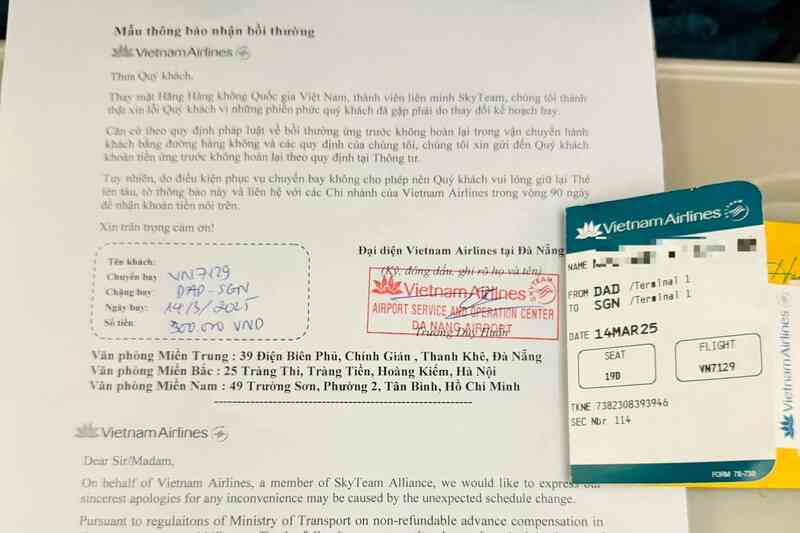 Mẫu thông báo nhận bồi thường
Vietnam Airlines
Thưa Quý khách,
Thay mặt Hãng Hàng không Quốc gia Việt Nam, thành viên liên minh SkyTeam, chúng tôi thành
thật xin lỗi Quý khách vì những phiền phức quý khách đã gặp phải do thay đổi kế hoạch bay.
Căn cứ theo quy định pháp luật về bồi thường ứng trước không hoàn lại trong vận chuyển hành
khách bằng đường hàng không và các quy định của chúng tôi, chúng tôi xin gửi đến Quý khách
khoản tiền ứng trước không hoàn lại theo quy định tại Thông tư.
Tuy nhiên, do điều kiện phục vụ chuyến bay không cho phép nên Quý khách vui lòng giữ lại Thẻ
lên tàu, tờ thông báo này và liên hệ với các Chi nhánh của Vietnam Airlines trong vòng 90 ngày
để nhận khoản tiền nói trên.
Xin trân trọng cảm ơn!
Tên khách:
Chuyến bay: VN7129
Chặng bay: DAD-SGN
Ngày bay: 14/3/2025
Số tiền: 300.000 VND
Đại diện Vietnam Airlines tại Đà Nẵng
(Ký, đóng dấu, ghi rõ họ và tên)
Vietnam Airlines
AIRPORT SERVICE AND OPERATION CENTER
DA NANG AIRPORT
Trương Duy Huân
Văn phòng Miền Trung : 39 Điện Biên Phủ, Chính Gián , Thanh Khê, Đà Nẵng
Văn phòng Miền Bắc : 25 Tràng Thi, Tràng Tiền, Hoàng Kiếm, Hà Nội
Văn phòng Miền Nam : 49 Trường Sơn, Phường 2, Tân Bình, Hồ Chí Minh
Vietnam Airlines
Dear Sir/Madam,
On behalf of Vietnam Airlines, a member of SkyTeam Alliance, we would like to express our
sincerest apologies for any inconvenience may be caused by the unexpected schedule change.
Pursuant to regulaitons of Ministry of Transport on non-refundable advance compensation in
Vietnam Airlines
NAME
FROM DAD /Terminal 1
TO SGN /Terminal 1
DATE 14MAR25
SEAT
19D
FLIGHT
VN7129
TKNE 7382308393946
SEC Nbr 114
FORM 78-730
Vietnam Airlines